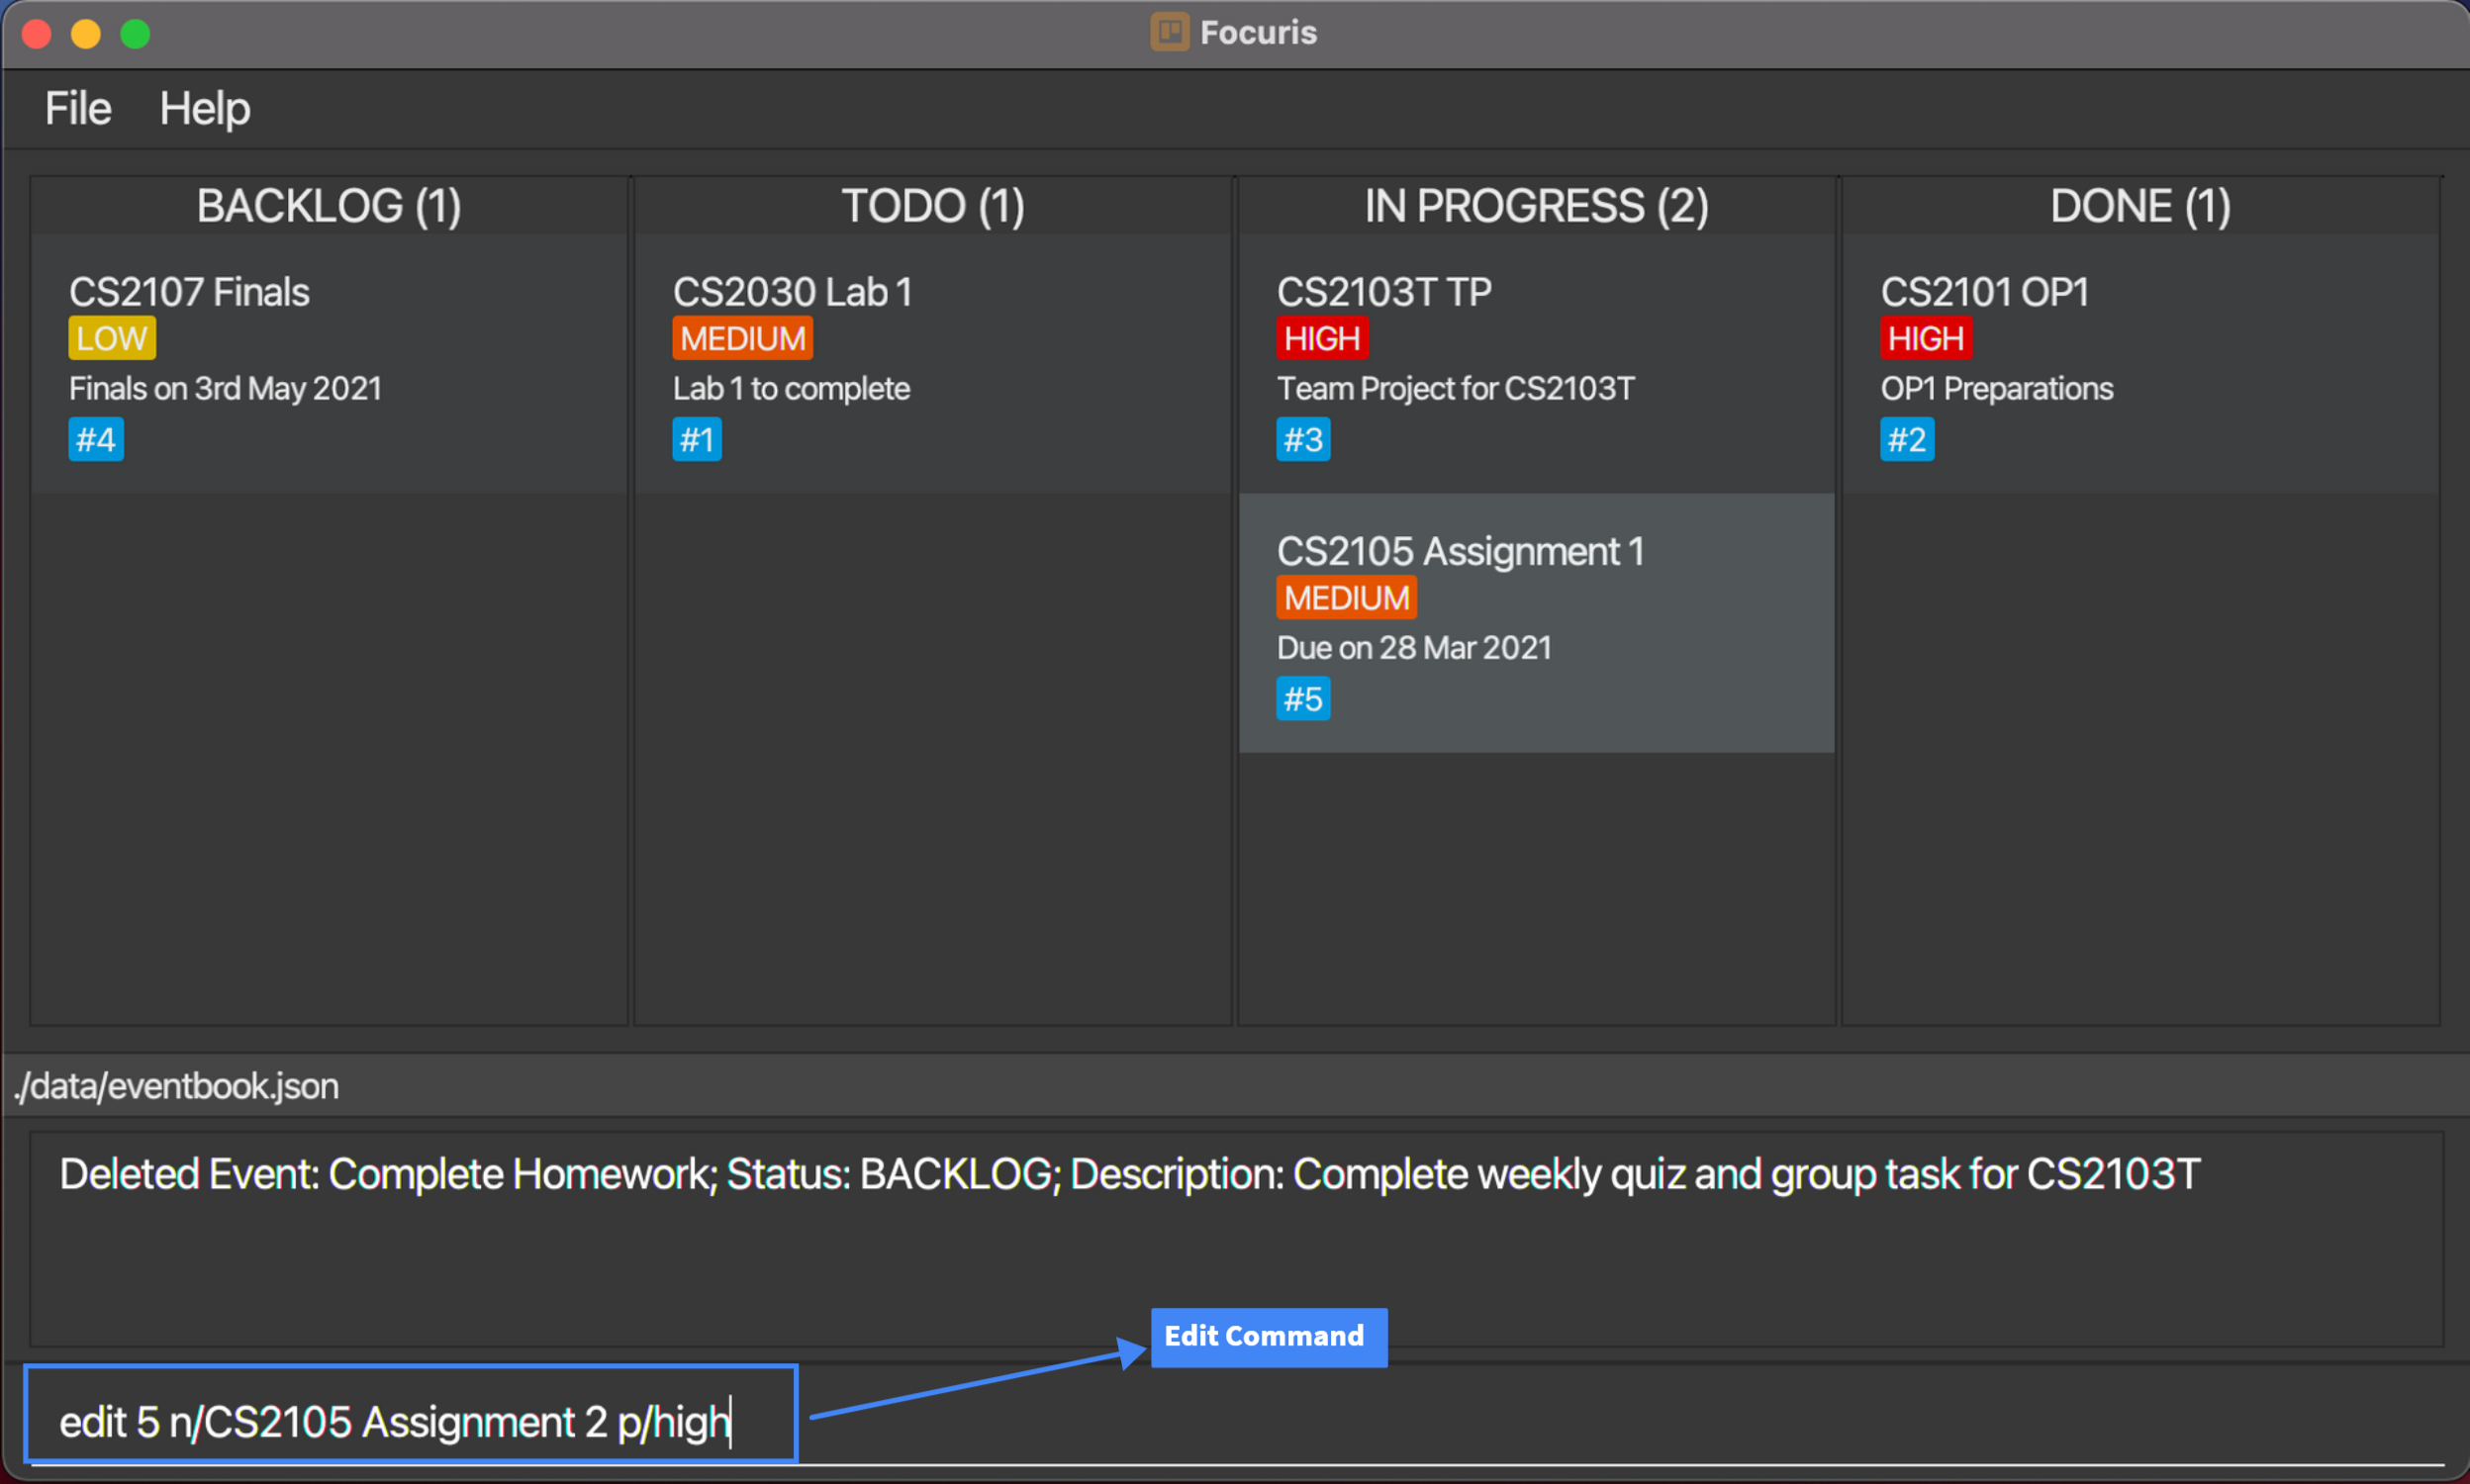 Focuris
File Help
BACKLOG (1)
CS2107 Finals
LOW
Finals on 3rd May 2021
#4
TODO (1)
CS2030 Lab 1
MEDIUM
Lab 1 to complete
#1
IN PROGRESS (2)
CS2103T TP
HIGH
Team Project for CS2103T
#3
CS2105 Assignment 1
MEDIUM
Due on 28 Mar 2021
#5
DONE (1)
CS2101 OP1
HIGH
OP1 Preparations
#2
./data/eventbook.json
Deleted Event: Complete Homework; Status: BACKLOG; Description: Complete weekly quiz and group task for CS2103T
Edit Command
edit 5 n/CS2105 Assignment 2 p/high